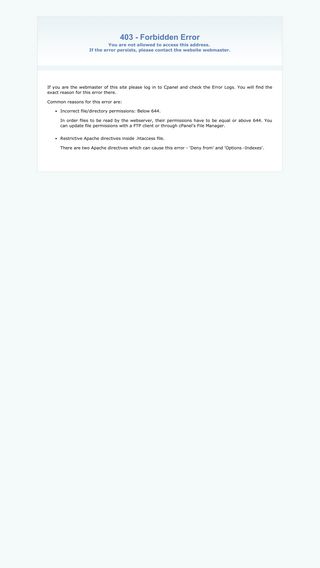 403 - Forbidden Error
You are not allowed to access this address.
If the error persists, please contact the website webmaster.
If you are the webmaster of this site please log in to Cpanel and check the Error Logs. You will find the
exact reason for this error there.
Common reasons for this error are:
• Incorrect file/directory permissions: Below 644.
In order files to be read by the webserver, their permissions have to be equal or above 644. You
can update file permissions with a FTP client or through cPanel's File Manager.
• Restrictive Apache directives inside .htaccess file.
There are two Apache directives which can cause this error - 'Deny from' and 'Options -Indexes'.